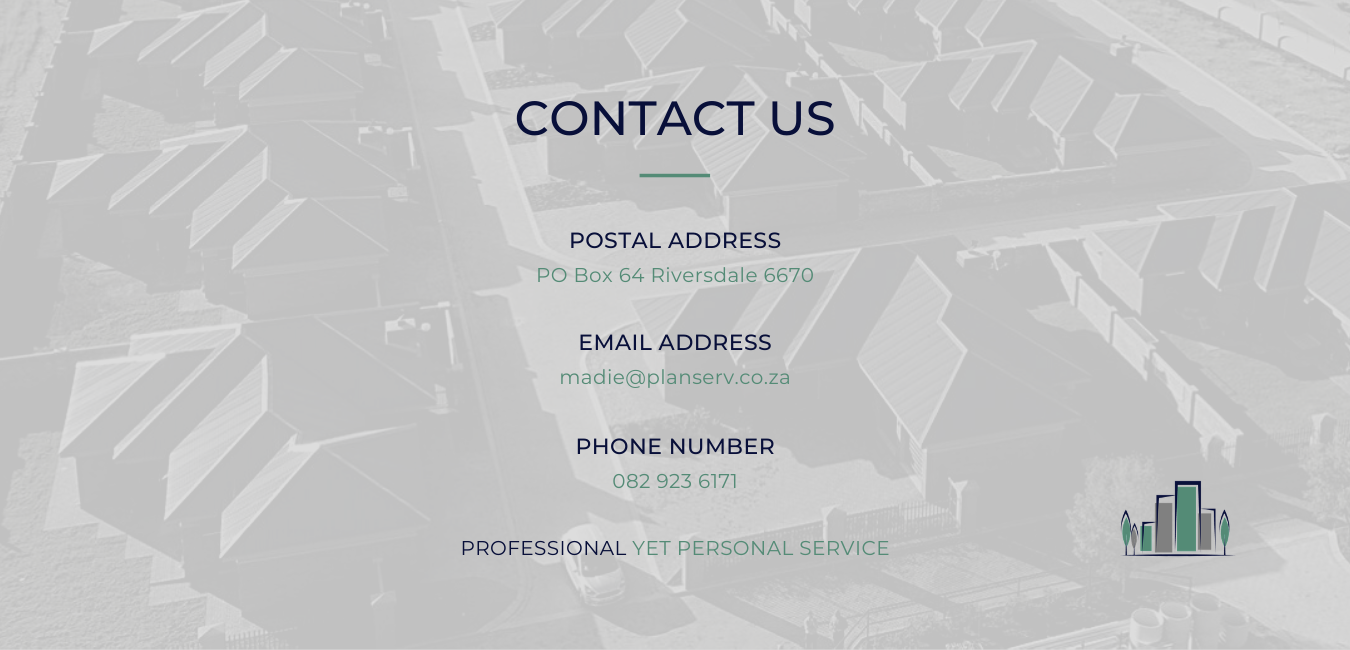 CONTACT US
POSTAL ADDRESS
PO Box 64 Riversdale 6670
EMAIL ADDRESS
madie@planserv.co.za
PHONE NUMBER
082 923 6171
PROFESSIONAL YET PERSONAL SERVICE